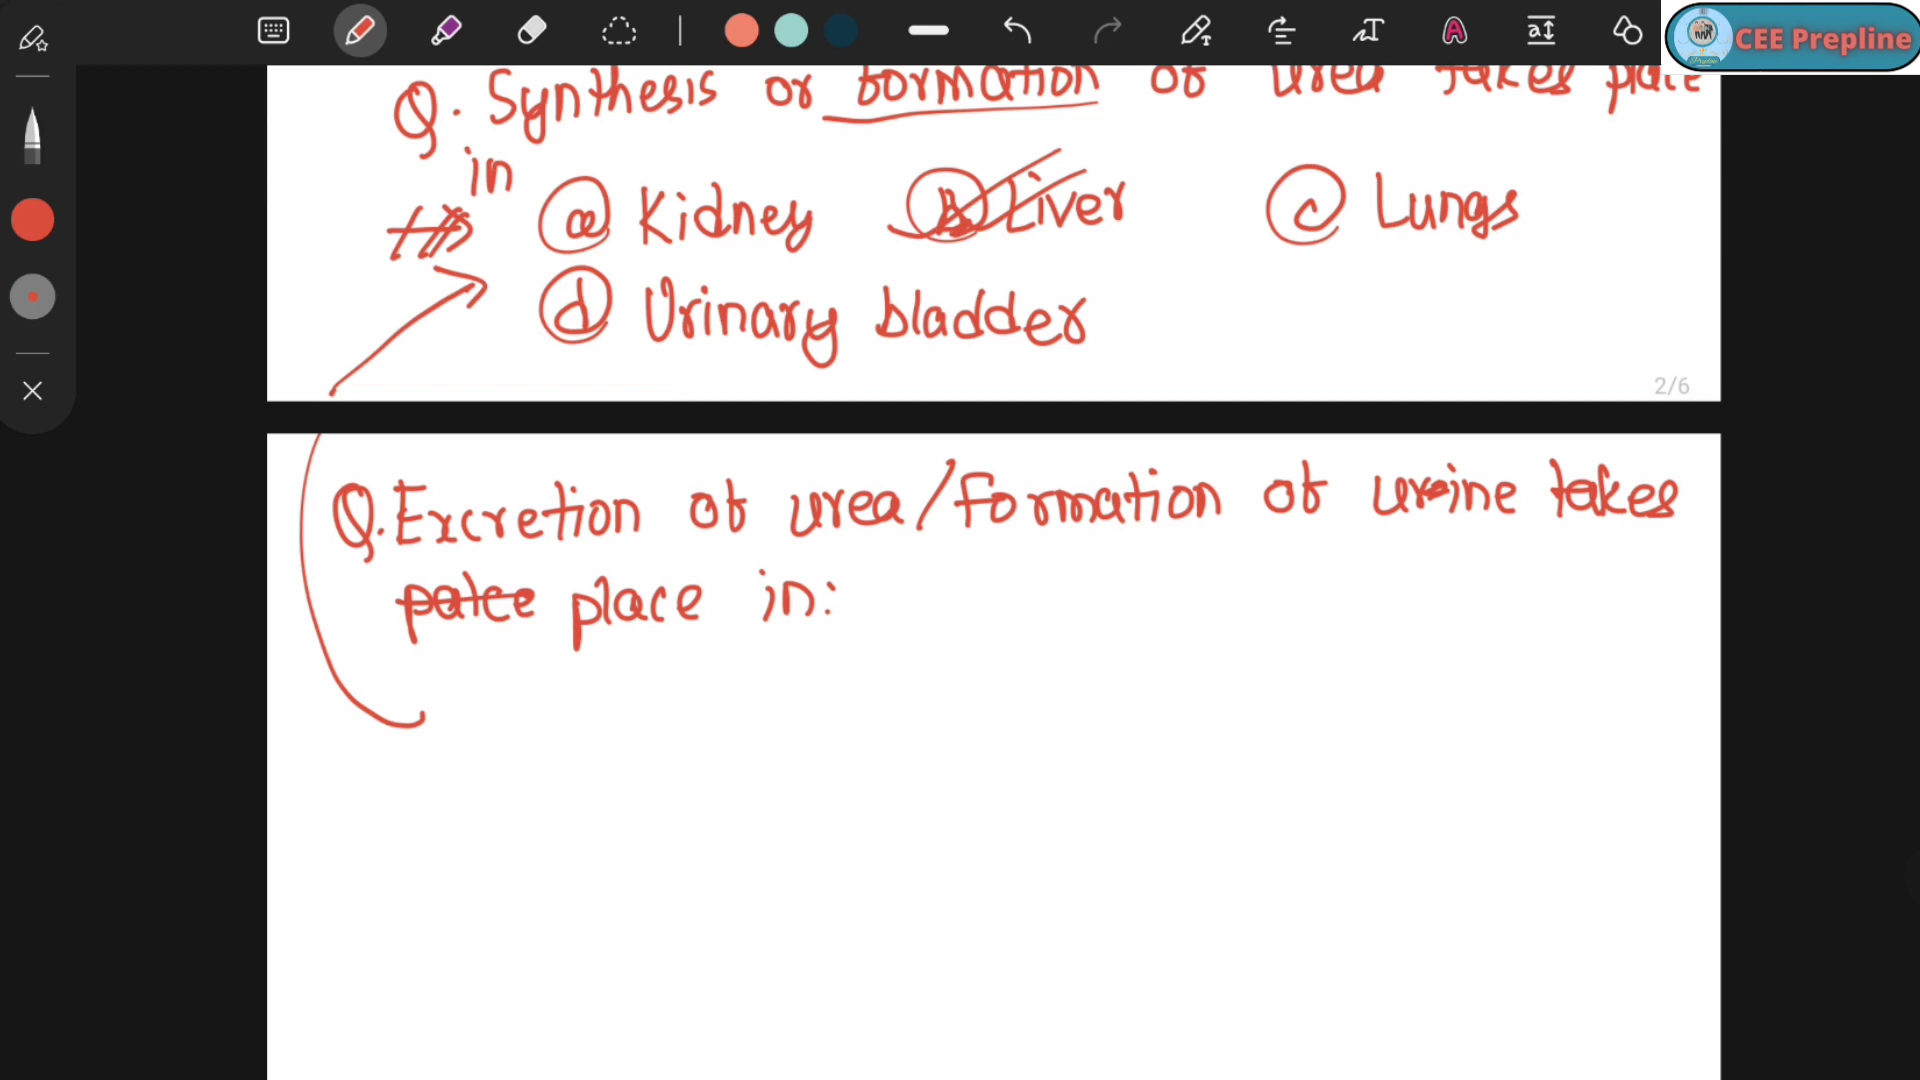 CEE Prepline
Q. Synthesis or formation of urea takes place
in
ⓐ Kidney ⓑ Liver ⓒ Lungs
ⓓ Urinary bladder
2/6
Q. Excretion of urea/Formation of urine takes
place in: